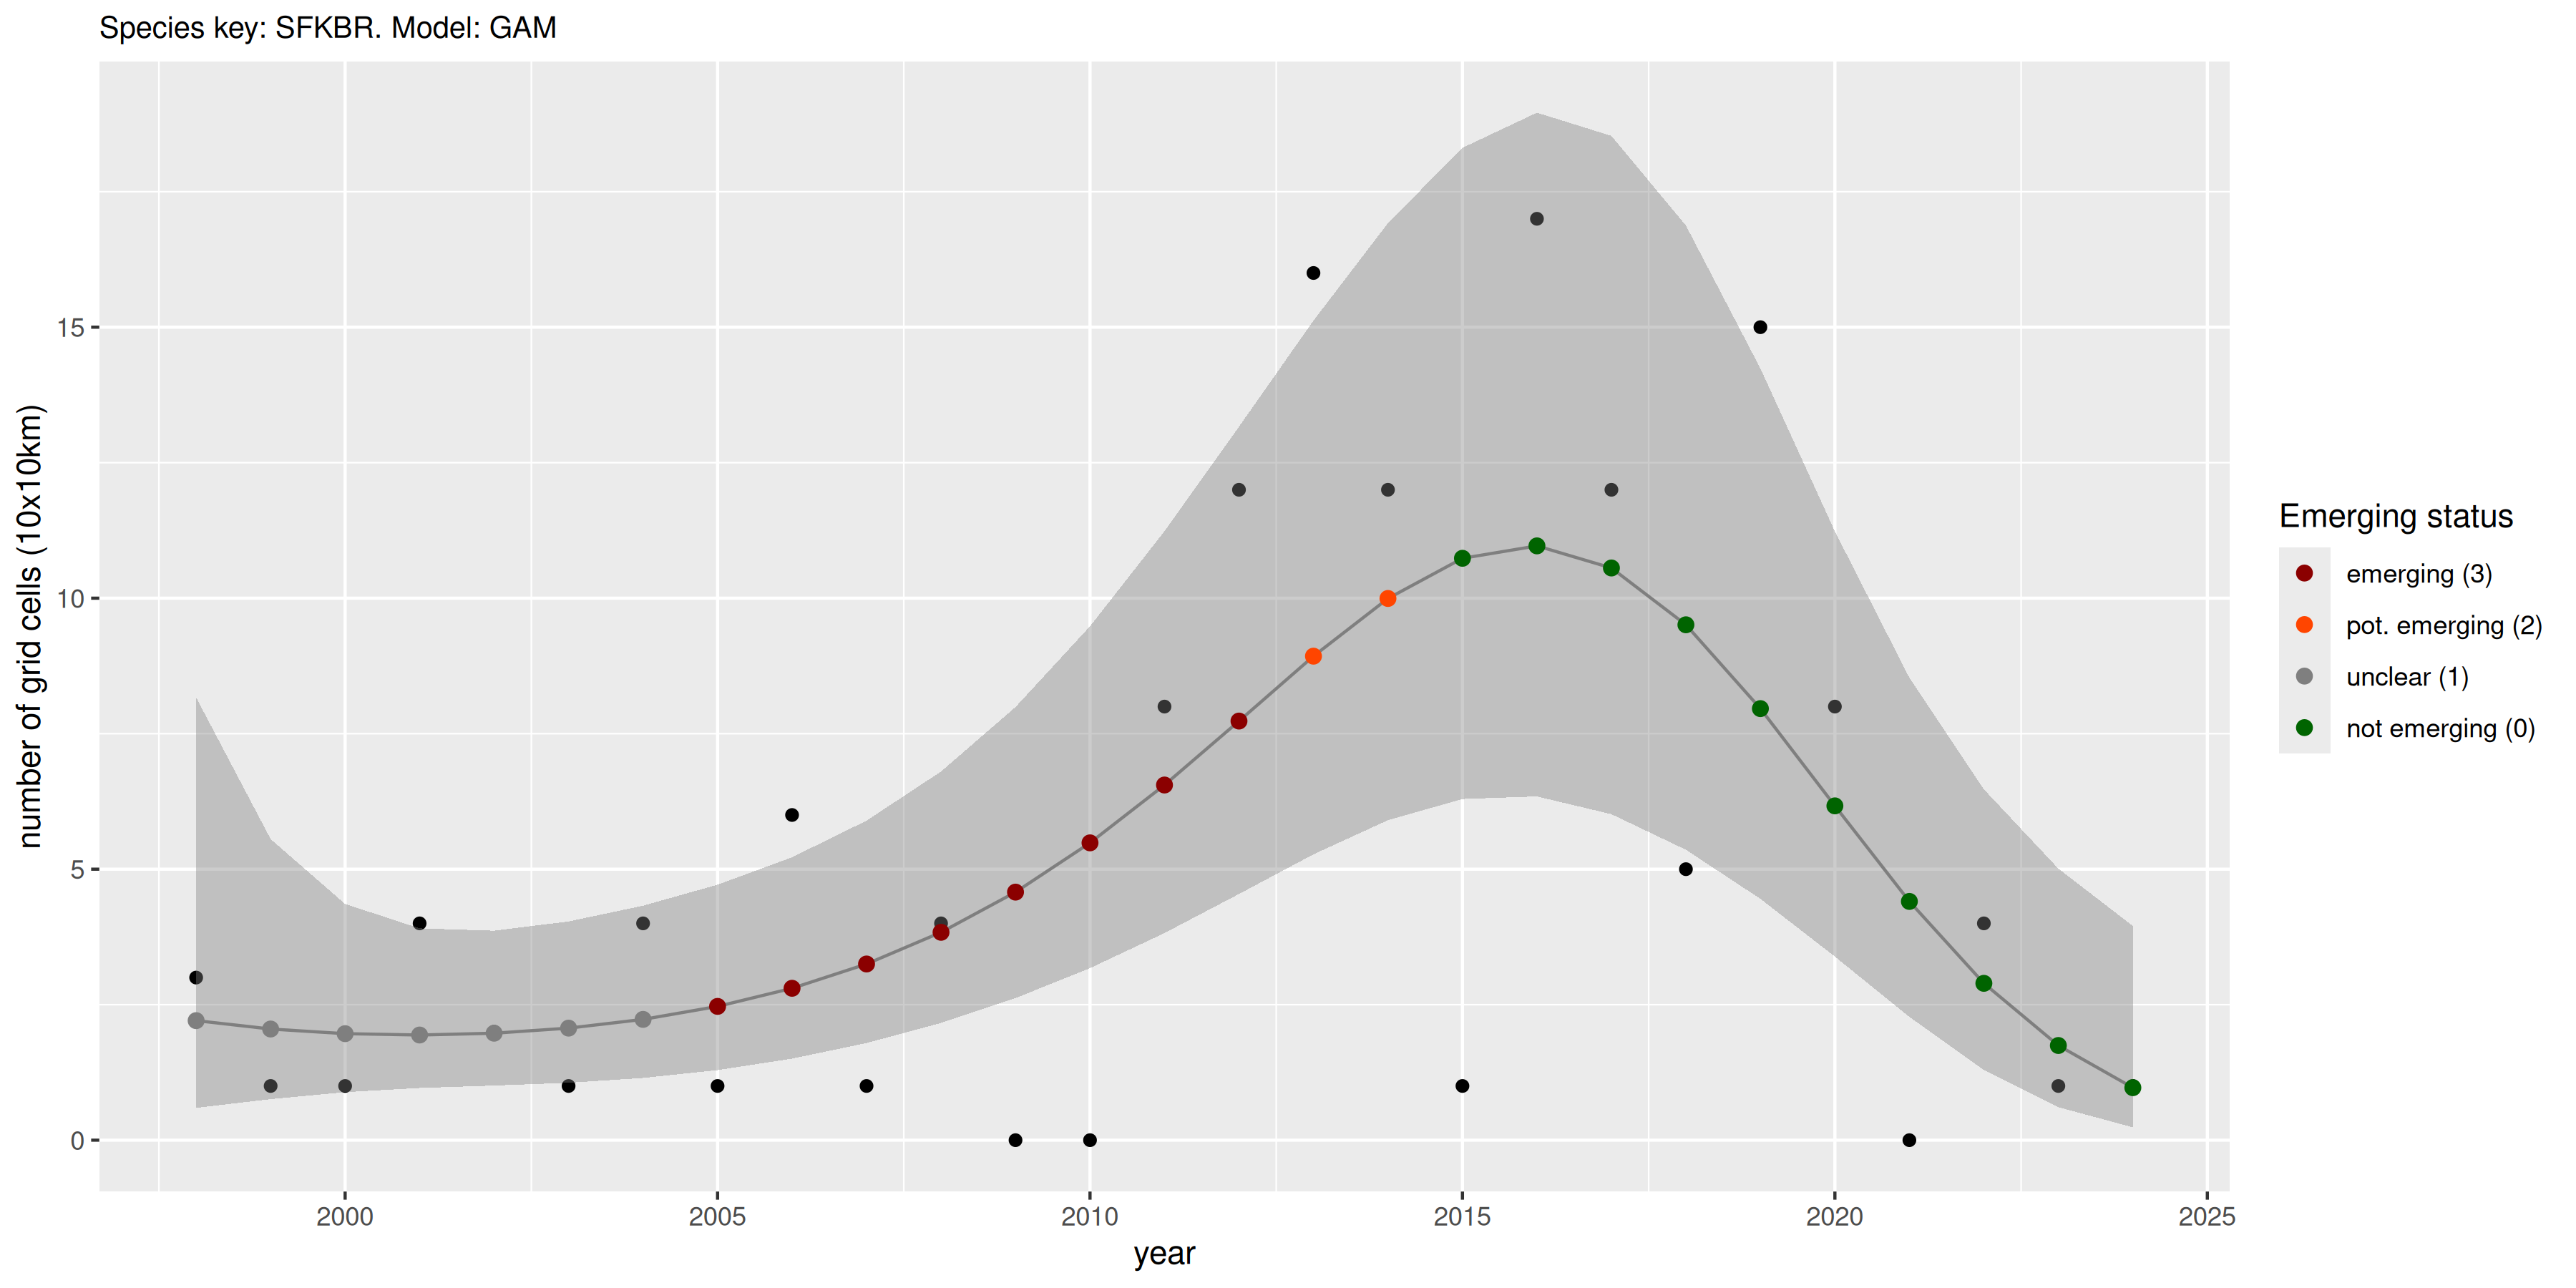 Species key: SFKBR. Model: GAM
number of grid cells (10x10km)
15
10
5
0
2000
2005
2010
2015
2020
2025
year
Emerging status
emerging (3)
pot. emerging (2)
unclear (1)
not emerging (0)